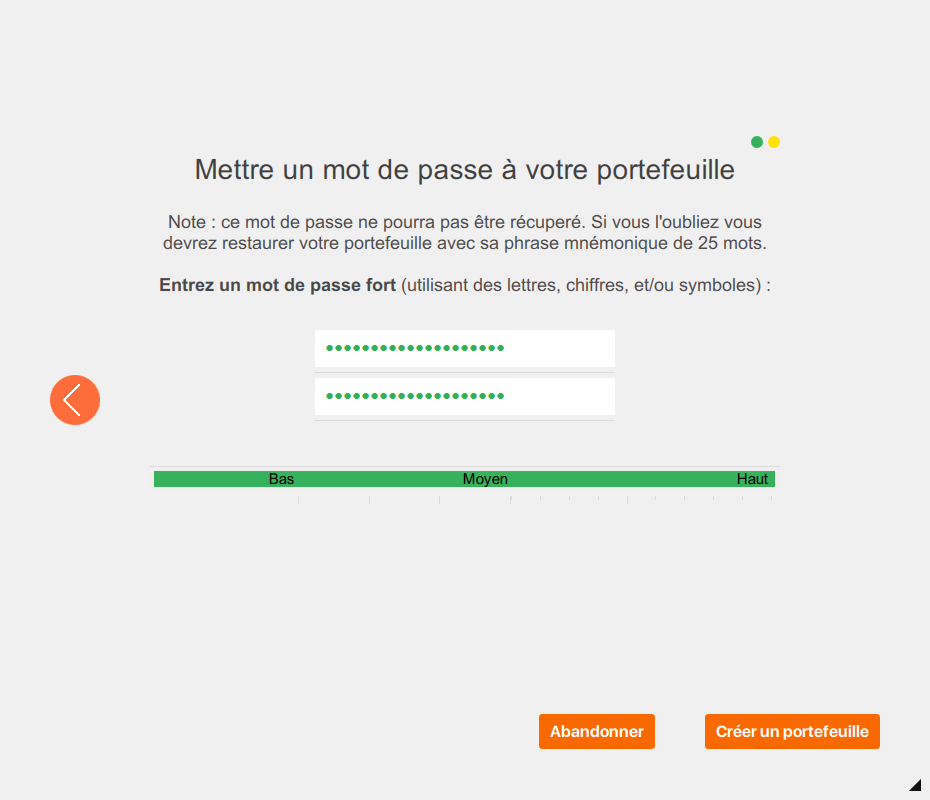 Mettre un mot de passe à votre portefeuille
Note : ce mot de passe ne pourra pas être récuperé. Si vous l'oubliez vous
devrez restaurer votre portefeuille avec sa phrase mnémonique de 25 mots.
Entrez un mot de passe fort (utilisant des lettres, chiffres, et/ou symboles) :
••••••••••••••••••••
••••••••••••••••••••
Bas Moyen Haut
Abandonner Créer un portefeuille